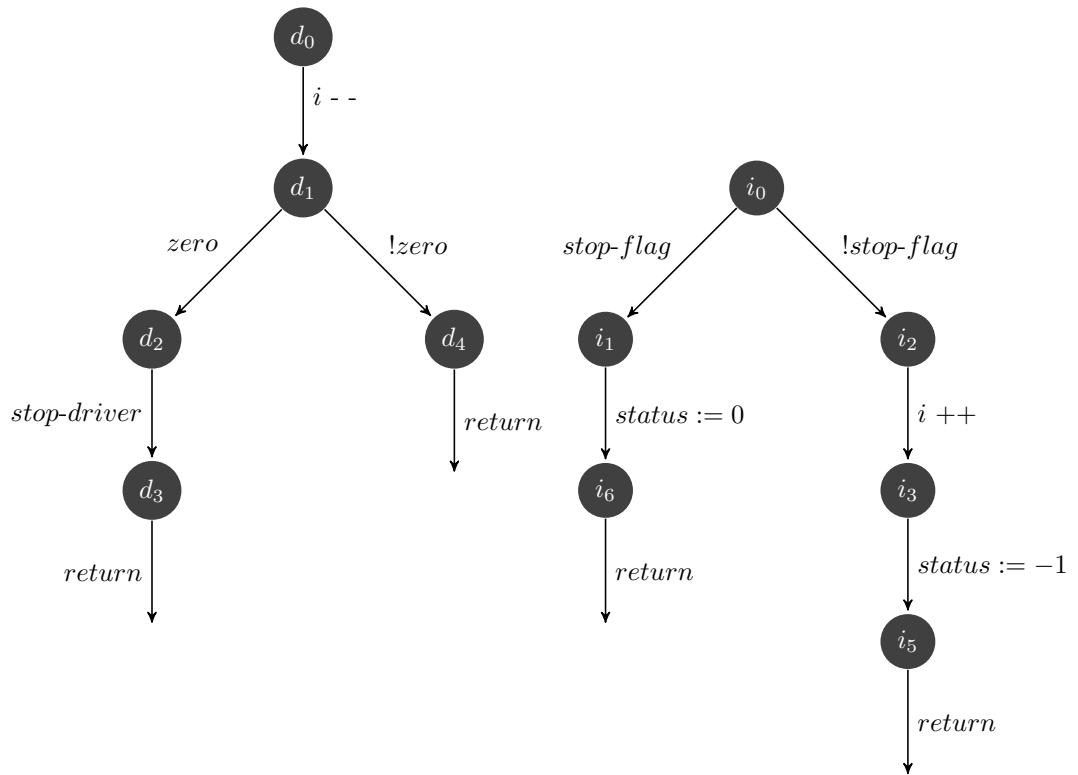 d₀
i - -
d₁
zero
!zero
d₂
d₄
stop-driver
return
d₃
return
i₀
stop-flag
!stop-flag
i₁
i₂
status := 0
i ++
i₆
i₃
return
status := −1
i₅
return